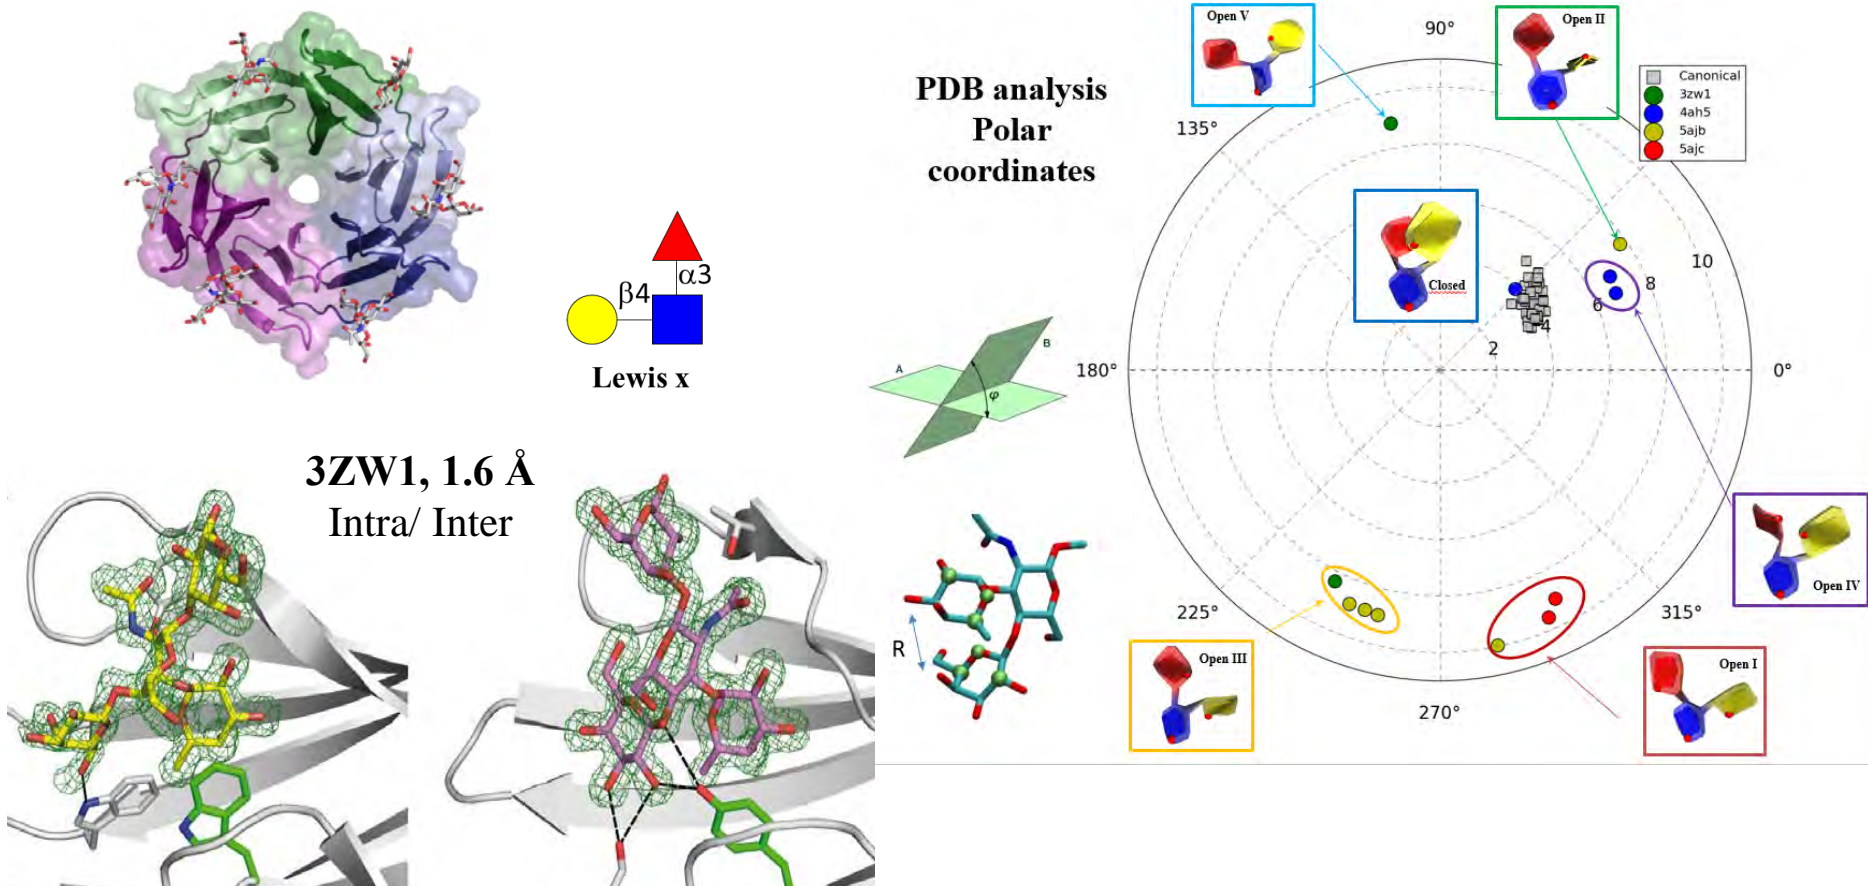 α3
β4
Lewis x
3ZW1, 1.6 Å
Intra/ Inter
PDB analysis
Polar
coordinates
A
B
φ
R
Open V
90°
Open II
Canonical
3zw1
4ah5
5ajb
5ajc
135°
Closed
10
8
6
4
2
180°
0°
Open IV
225°
315°
Open III
Open I
270°